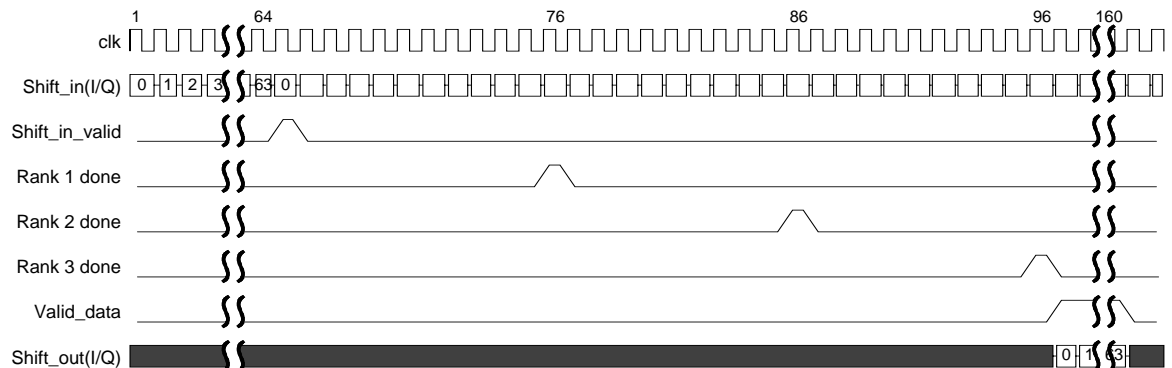 1 64 76 86 96 160
clk
Shift_in(I/Q) 0 1 2 3 63 0
Shift_in_valid
Rank 1 done
Rank 2 done
Rank 3 done
Valid_data
Shift_out(I/Q) 0 1 63